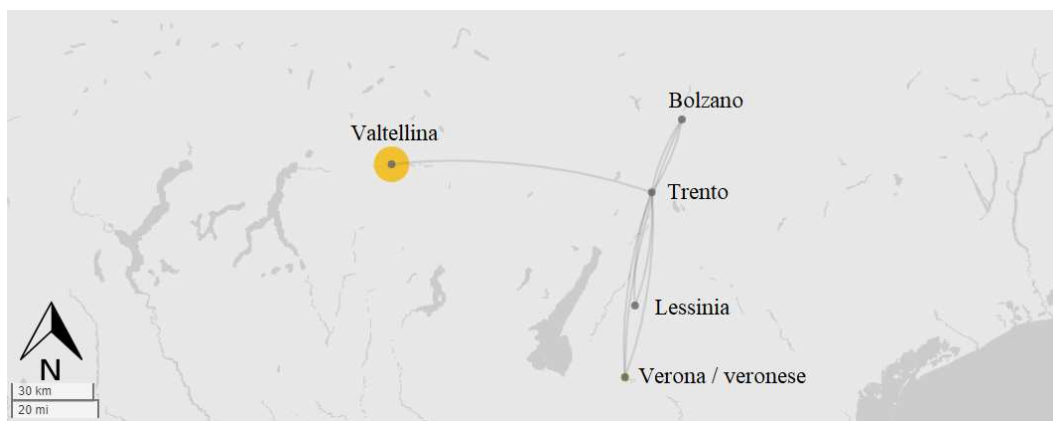 Bolzano
Valtellina
Trento
Lessinia
N
Verona / veronese
30 km
20 mi